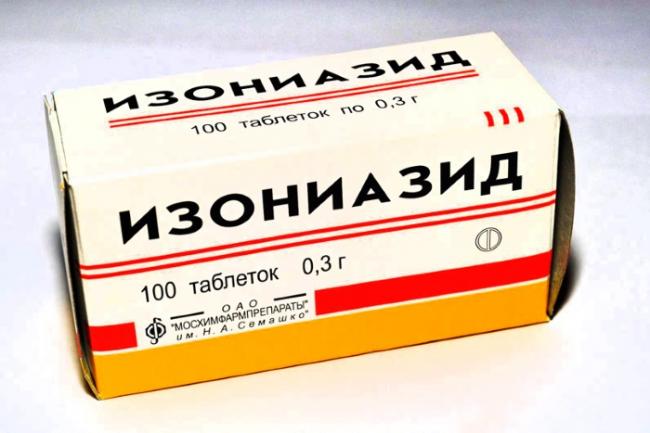 ИЗОНИАЗИД
100 таблеток по 0,3 г
ИЗОНИАЗИД
100 таблеток 0,3 г
ОАО
"МОСХИМФАРМПРЕПАРАТЫ"
им. Н. А. Семашко